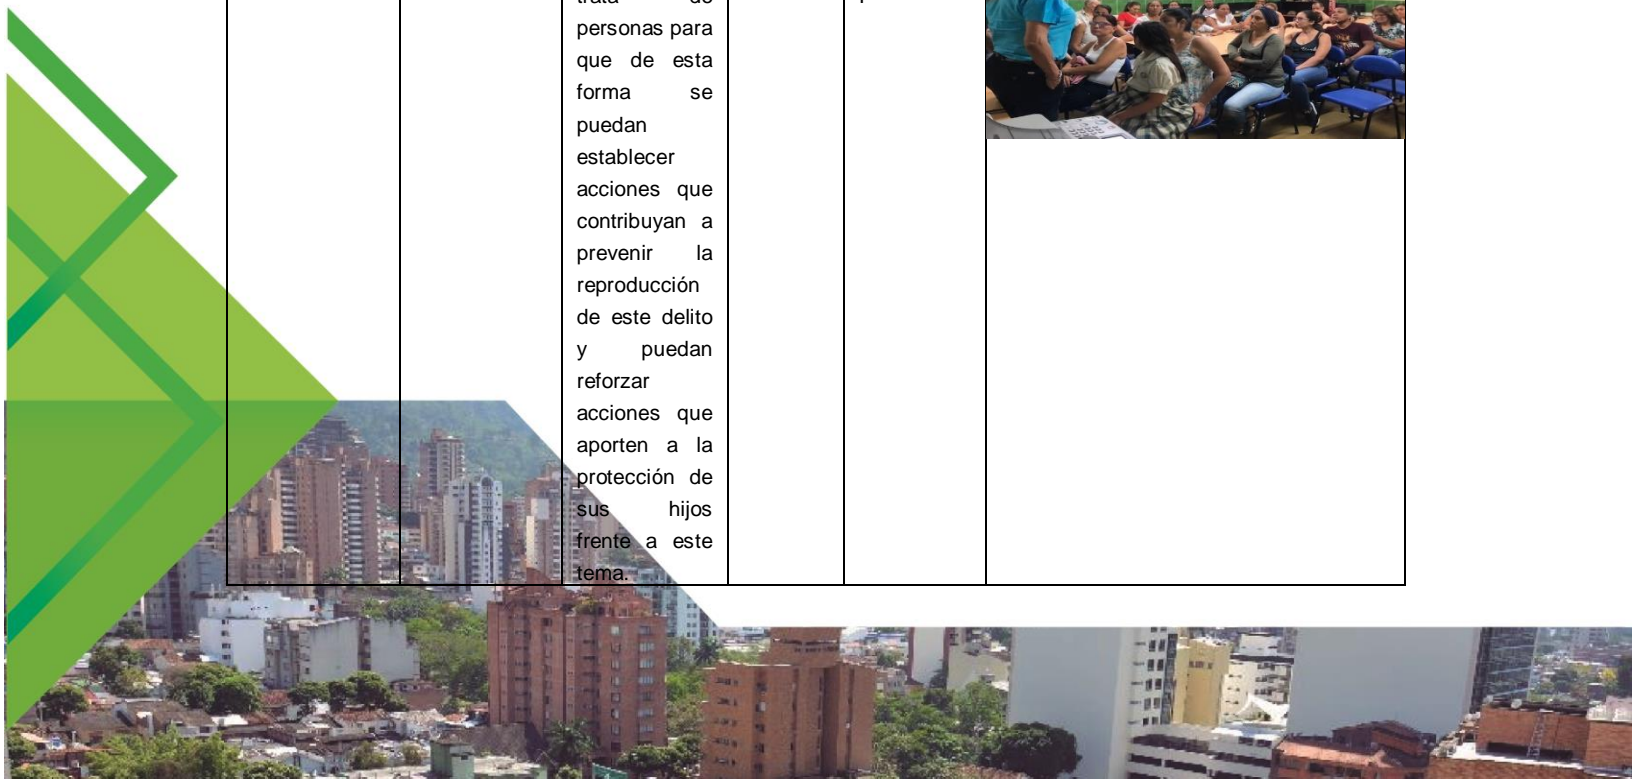 personas para
que de esta
forma se
puedan
establecer
acciones que
contribuyan a
prevenir la
reproducción
de este delito
y puedan
reforzar
acciones que
aporten a la
protección de
sus hijos
frente a este
tema.